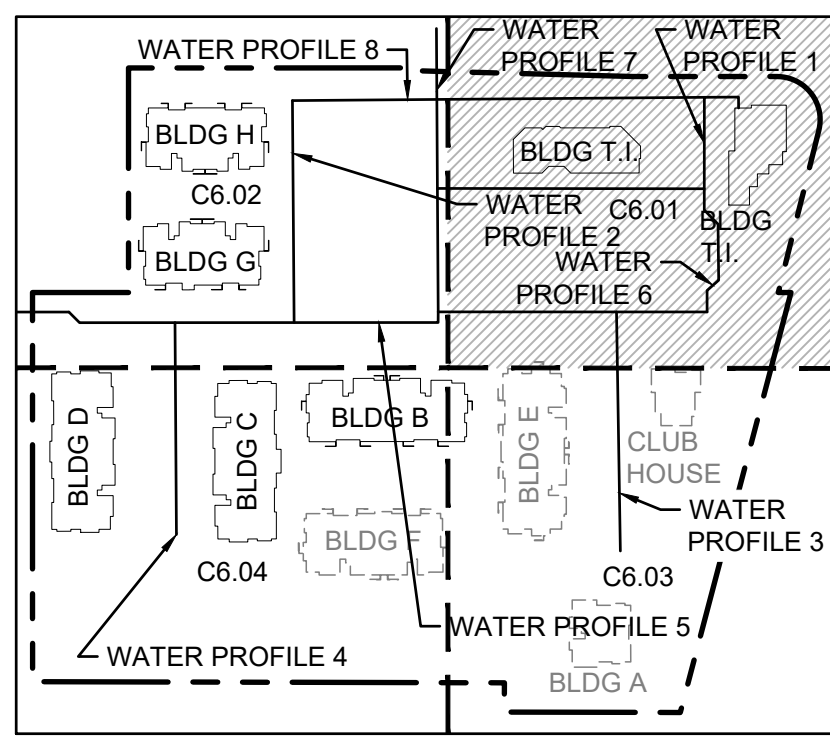 WATER PROFILE 8
WATER
PROFILE 7
WATER
PROFILE 1
BLDG H
BLDG T.I.
C6.02
WATER
PROFILE 2
C6.01
BLDG
T.I.
BLDG G
WATER
PROFILE 6
BLDG D
BLDG C
BLDG B
BLDG E
CLUB
HOUSE
WATER
PROFILE 3
BLDG F
C6.04
C6.03
WATER PROFILE 5
WATER PROFILE 4
BLDG A